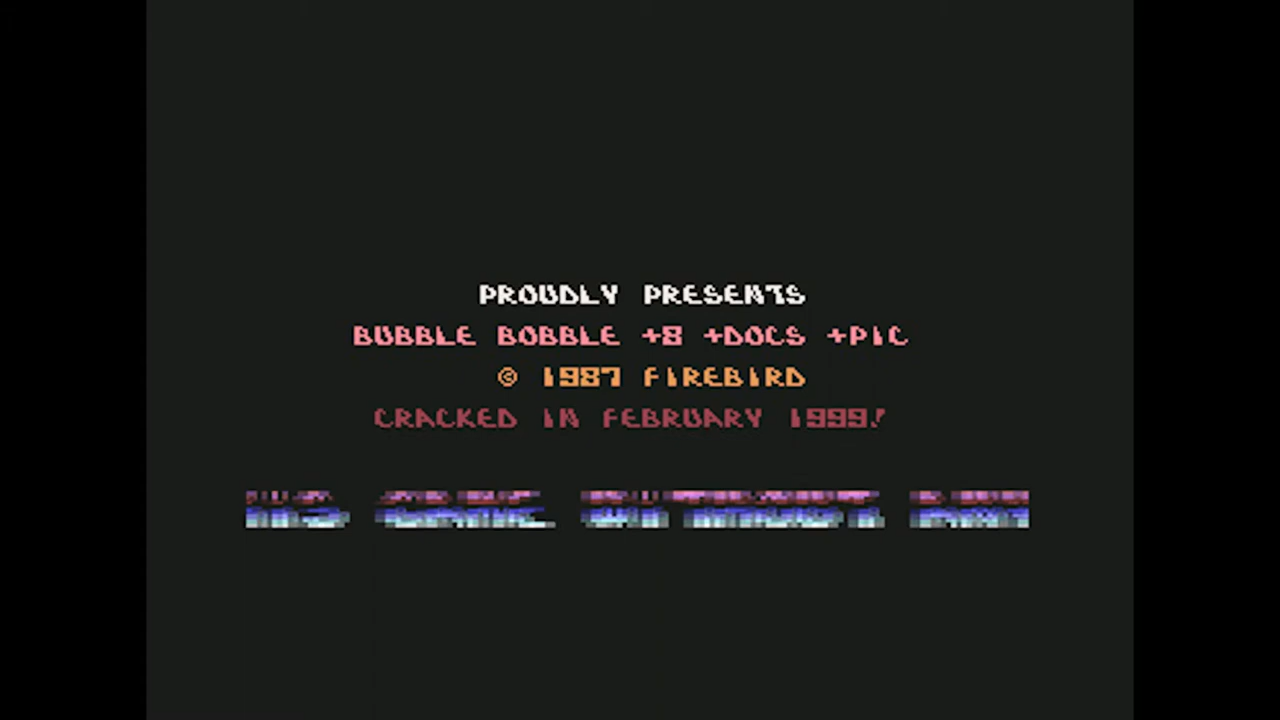 PROUDLY PRESENTS
BUBBLE BOBBLE +8 +DOCS +PIC
© 1987 FIREBIRD
CRACKED IN FEBRUARY 1999!